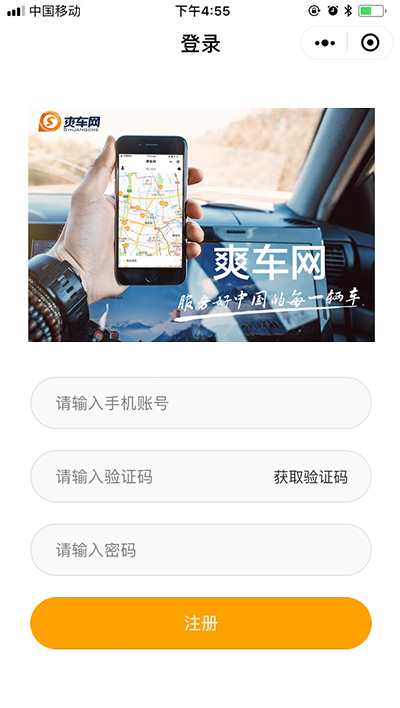 中国移动 下午4:55
登录
爽车网
SHUANGCHE
爽车网
服务好中国的每一辆车
请输入手机账号
请输入验证码 获取验证码
请输入密码
注册